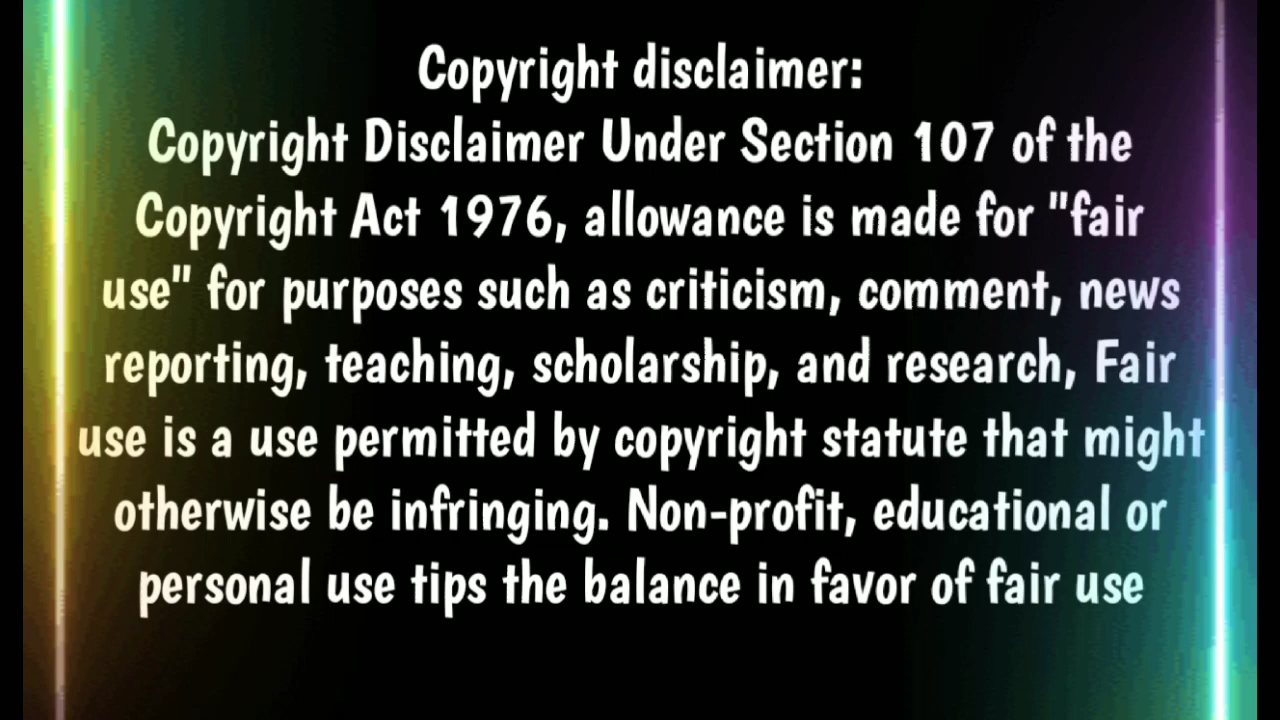 Copyright disclaimer:
Copyright Disclaimer Under Section 107 of the
Copyright Act 1976, allowance is made for "fair
use" for purposes such as criticism, comment, news
reporting, teaching, scholarship, and research, Fair
use is a use permitted by copyright statute that might
otherwise be infringing. Non-profit, educational or
personal use tips the balance in favor of fair use